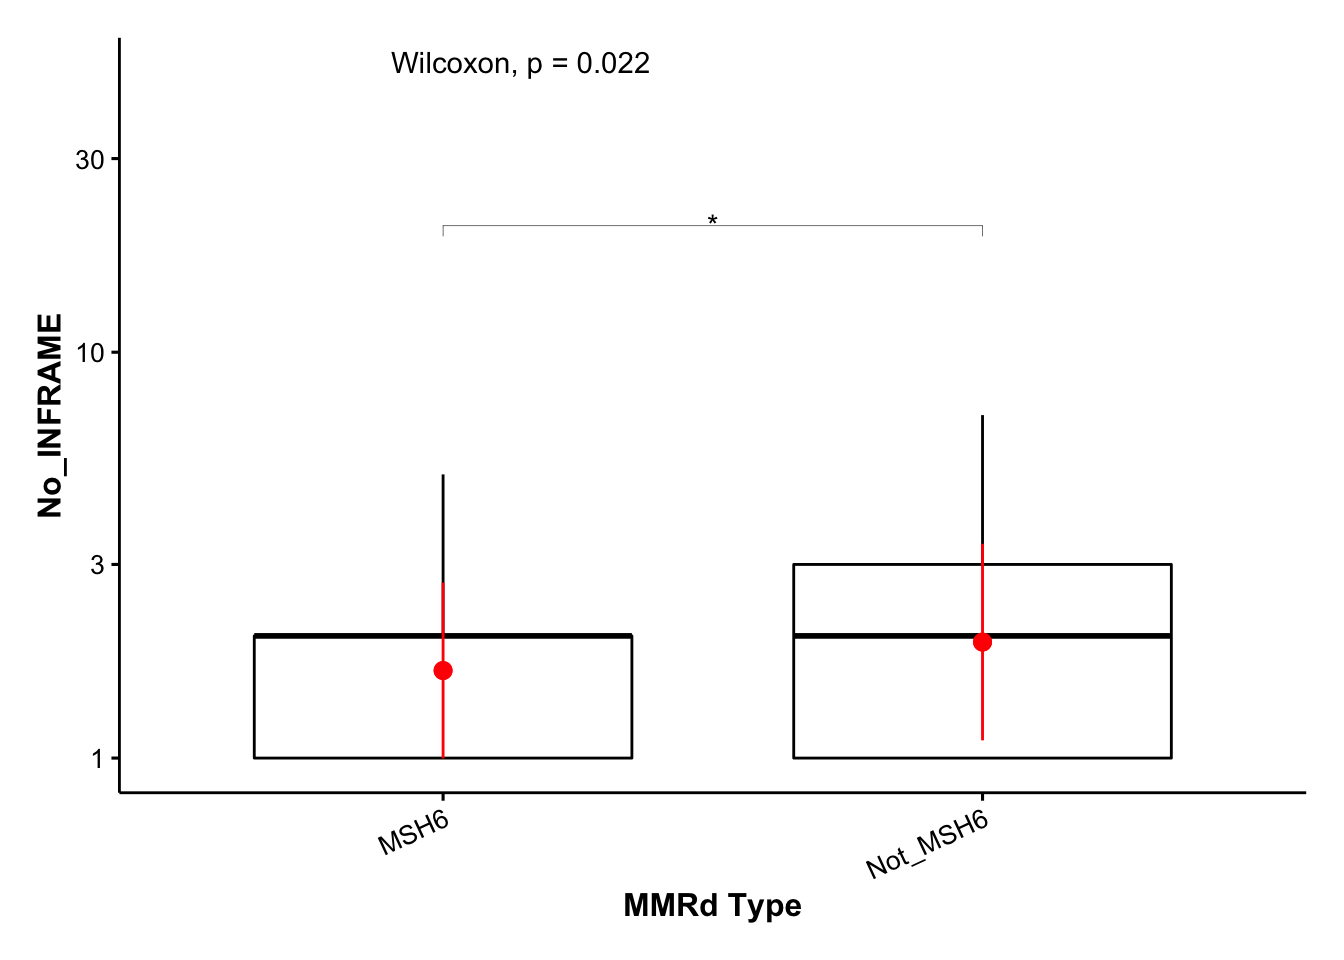 Wilcoxon, p = 0.022
*
30
10
3
1
No_INFRAME
MSH6
Not_MSH6
MMRd Type